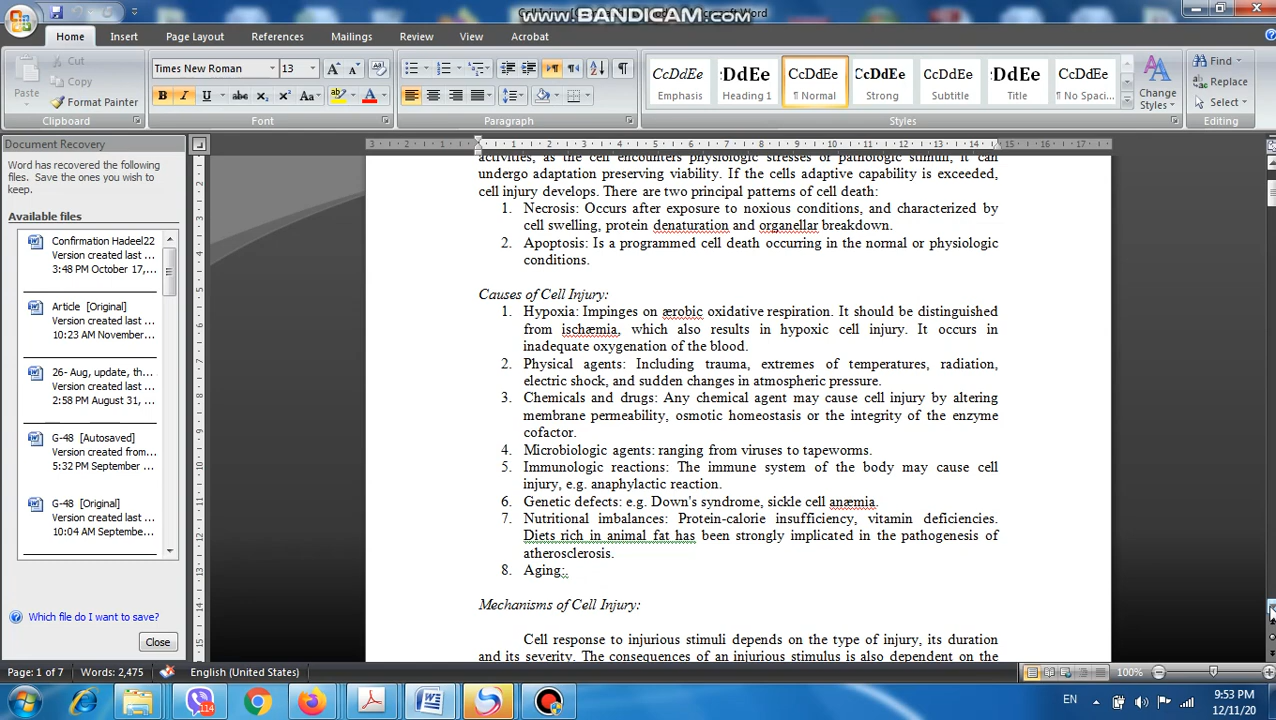 www.BANDICAM.com
Home Insert Page Layout References Mailings Review View Acrobat
Cut
Copy
Paste
Format Painter
Clipboard
Times New Roman 13
Font
Paragraph
CcDdEe DdEe CcDdEe CcDdEe CcDdEe DdEe CcDdEe
Emphasis Heading 1 ¶ Normal Strong Subtitle Title ¶ No Spaci...
Change Styles
Styles
Find
Replace
Select
Editing
Document Recovery
Word has recovered the following
files. Save the ones you wish to
keep.
Available files
Confirmation Hadeel22
Version created last ...
3:48 PM October 17,...
Article [Original]
Version created last ...
10:23 AM November...
26- Aug, update, th...
Version created last ...
2:58 PM August 31, ...
G-48 [Autosaved]
Version created from...
5:32 PM September ...
G-48 [Original]
Version created last ...
10:04 AM September...
Which file do I want to save?
Close
activities, as the cell encounters physiologic stresses or pathologic stimuli, it can
undergo adaptation preserving viability. If the cells adaptive capability is exceeded,
cell injury develops. There are two principal patterns of cell death:
1. Necrosis: Occurs after exposure to noxious conditions, and characterized by
cell swelling, protein denaturation and organellar breakdown.
2. Apoptosis: Is a programmed cell death occurring in the normal or physiologic
conditions.
Causes of Cell Injury:
1. Hypoxia: Impinges on ærobic oxidative respiration. It should be distinguished
from ischæmia, which also results in hypoxic cell injury. It occurs in
inadequate oxygenation of the blood.
2. Physical agents: Including trauma, extremes of temperatures, radiation,
electric shock, and sudden changes in atmospheric pressure.
3. Chemicals and drugs: Any chemical agent may cause cell injury by altering
membrane permeability, osmotic homeostasis or the integrity of the enzyme
cofactor.
4. Microbiologic agents: ranging from viruses to tapeworms.
5. Immunologic reactions: The immune system of the body may cause cell
injury, e.g. anaphylactic reaction.
6. Genetic defects: e.g. Down's syndrome, sickle cell anæmia.
7. Nutritional imbalances: Protein-calorie insufficiency, vitamin deficiencies.
Diets rich in animal fat has been strongly implicated in the pathogenesis of
atherosclerosis.
8. Aging:.
Mechanisms of Cell Injury:
Cell response to injurious stimuli depends on the type of injury, its duration
and its severity. The consequences of an injurious stimulus is also dependent on the
Page: 1 of 7 Words: 2,475 English (United States) 100%
114
EN
9:53 PM
12/11/20